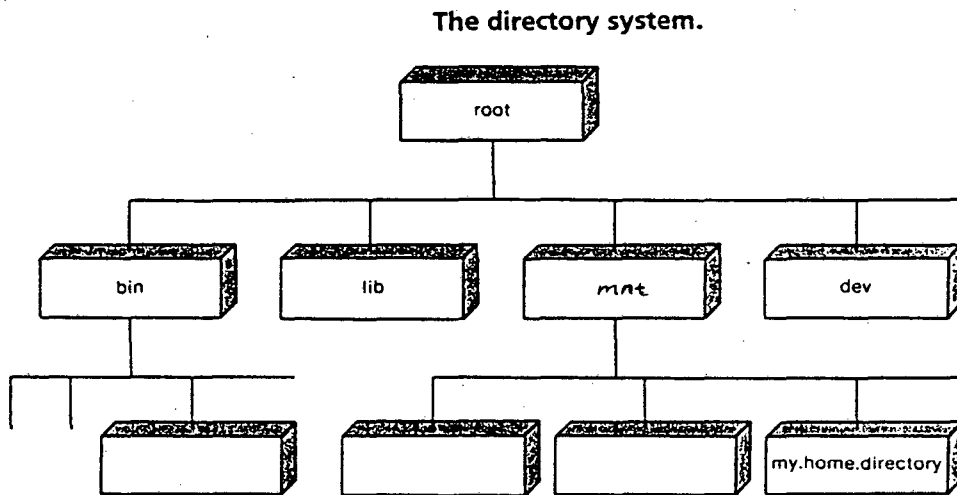 The directory system.
root
bin
lib
mnt
dev
my.home.directory